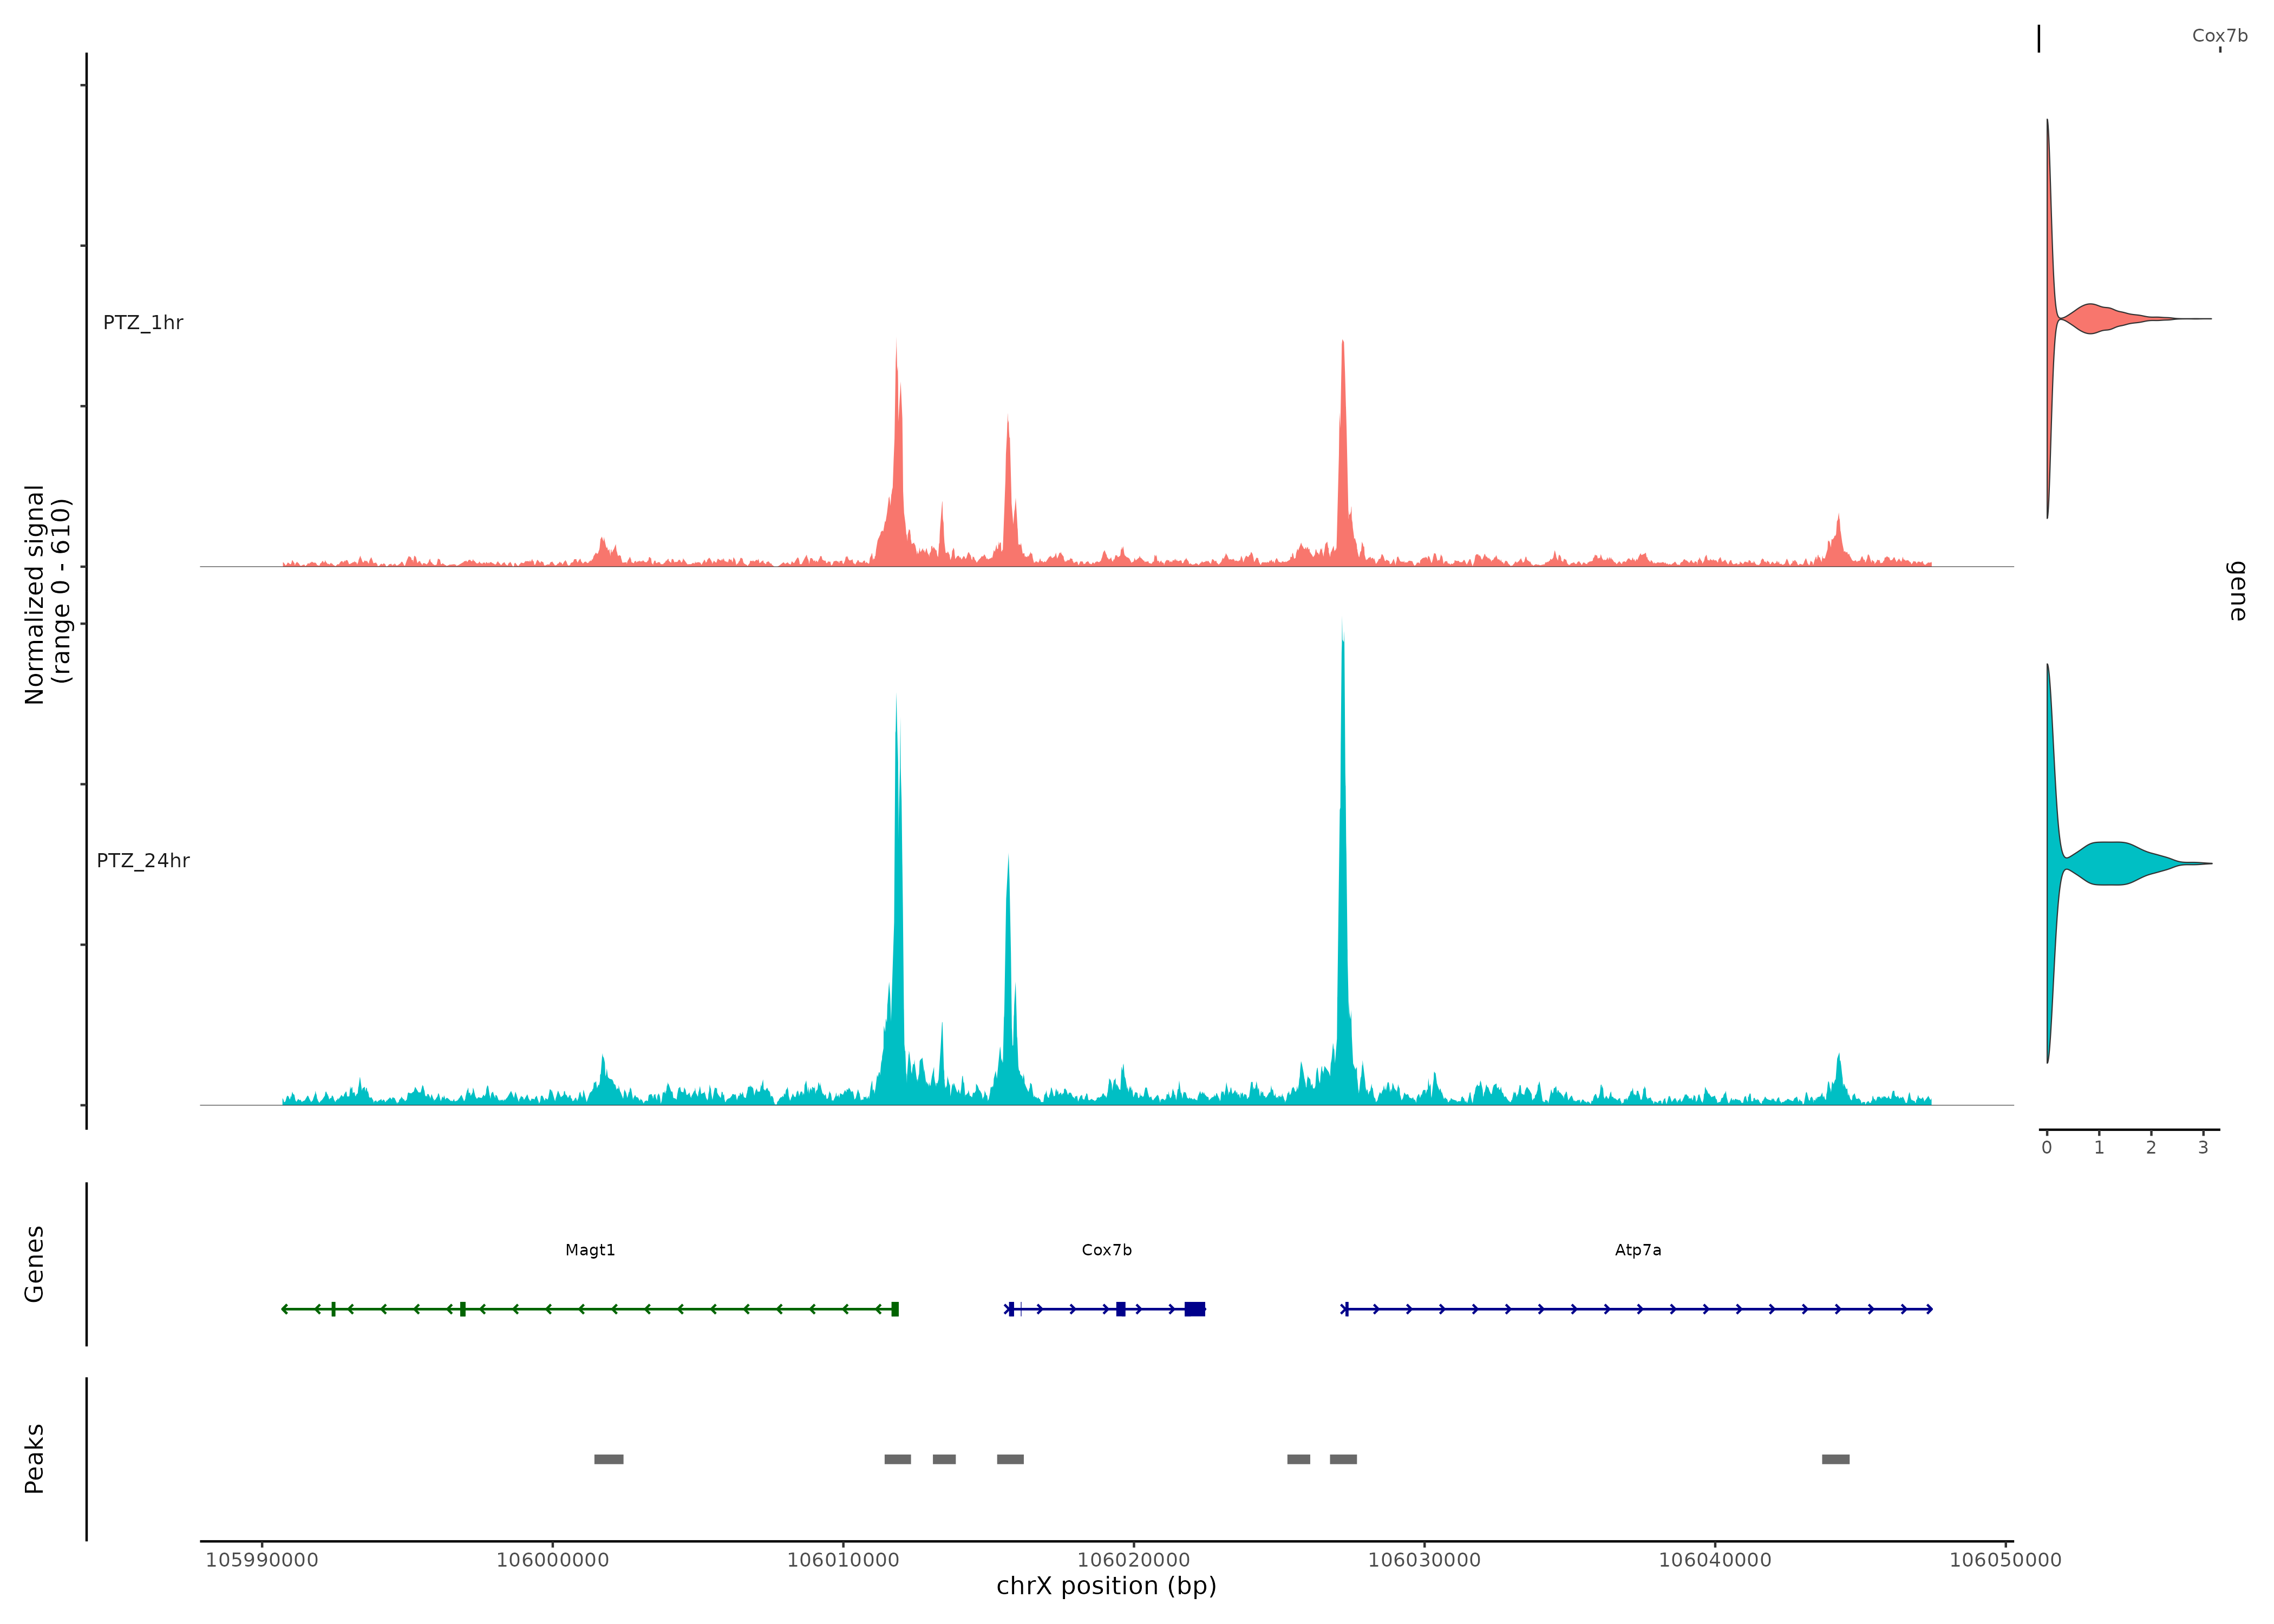 Cox7b
PTZ_1hr
Normalized signal
(range 0 - 610)
gene
PTZ_24hr
0 1 2 3
Genes
Magt1 Cox7b Atp7a
Peaks
105990000 106000000 106010000 106020000 106030000 106040000 106050000
chrX position (bp)